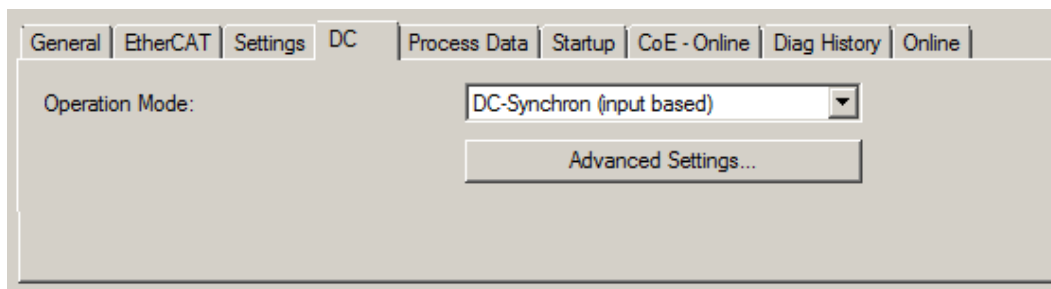 General EtherCAT Settings DC Process Data Startup CoE - Online Diag History Online
Operation Mode: DC-Synchron (input based)
Advanced Settings...